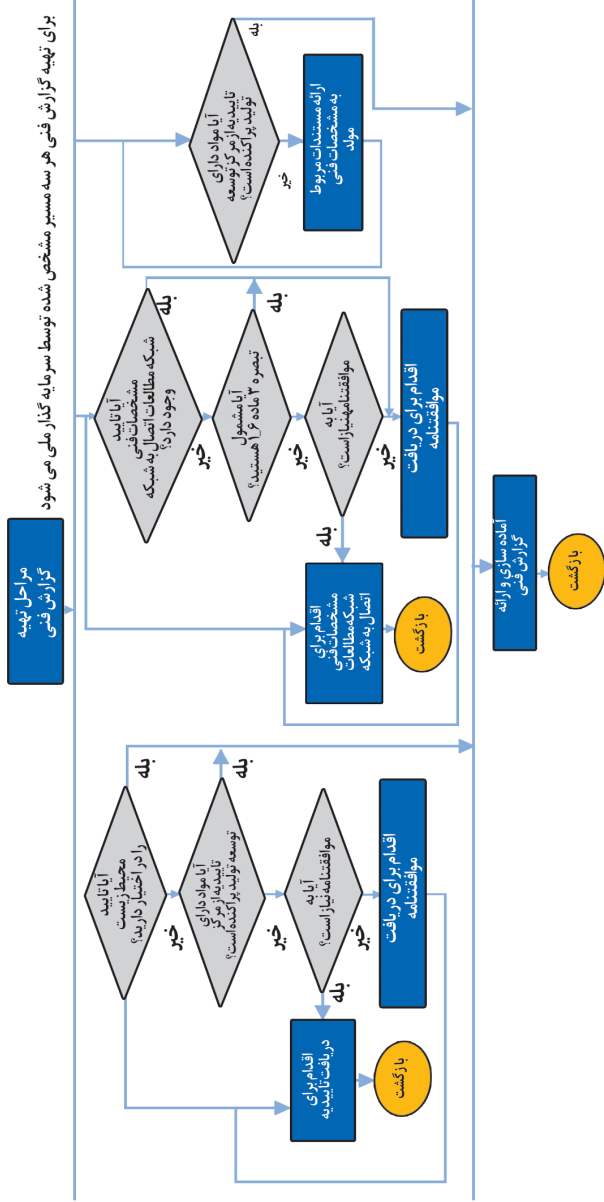 مراحل تهیه
گزارش فنی
برای تهیه گزارش فنی هر سه مسیر مشخص شده توسط سرمایه گذار ملی می شود
آیا مواد دارای
تاییدیه از مرکز توسعه
تولید پراکنده است؟
بله
خیر
ارائه مستندات مربوط
به مشخصات فنی
مولد
آیا تایید
مشخصات فنی
شبکه مطالعات اتصال به شبکه
وجود دارد؟
بله
خیر
آیا مشمول
تبصره ۳ ماده ۶ ۱ هستید؟
بله
خیر
آیا به
موافقتنامهنیاز است؟
بله
خیر
اقدام برای دریافت
موافقتنامه
اقدام برای
مشخصات فنی
شبکه مطالعات
اتصال به شبکه
بازگشت
آیا تایید
محیط زیست
را در اختیار دارید؟
بله
خیر
آیا مواد دارای
تاییدیه از مرکز
توسعه تولید پراکنده است؟
بله
خیر
آیا به
موافقتنامه نیاز است؟
بله
خیر
اقدام برای دریافت
موافقتنامه
اقدام برای
دریافت تاییدیه
بازگشت
آماده سازی و ارائه
گزارش فنی
بازگشت